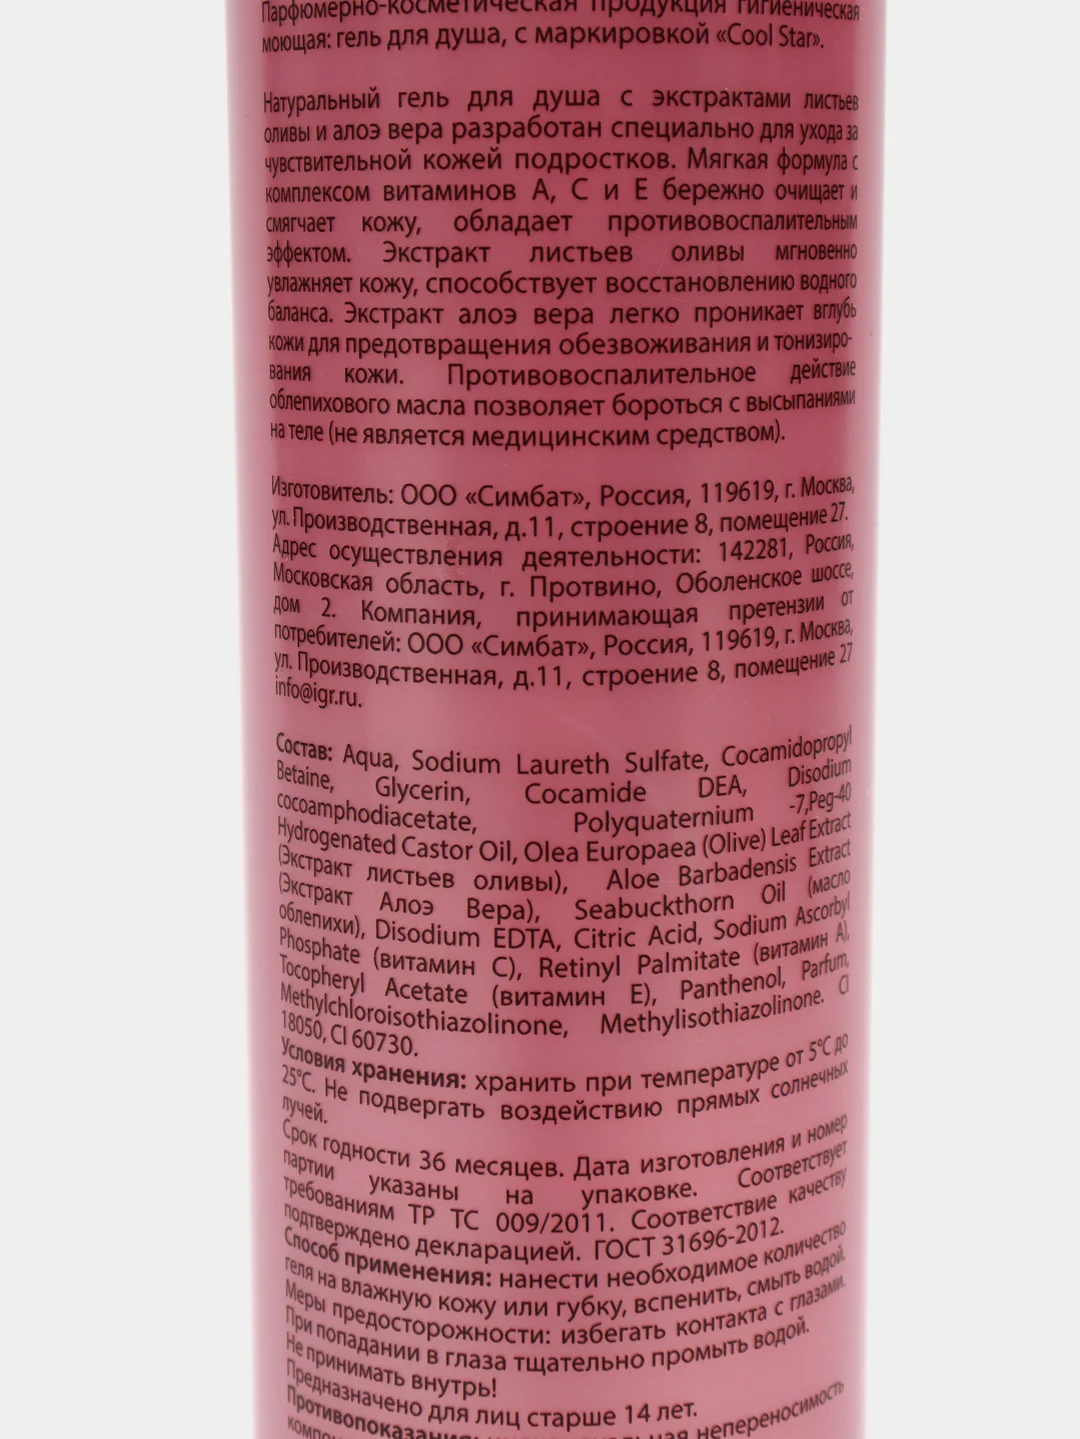 Парфюмерно-косметическая продукция гигиеническая
моющая: гель для душа, с маркировкой «Cool Star».
Натуральный гель для душа с экстрактами листьев
оливы и алоэ вера разработан специально для ухода за
чувствительной кожей подростков. Мягкая формула с
комплексом витаминов А, С и Е бережно очищает и
смягчает кожу, обладает противовоспалительным
эффектом. Экстракт листьев оливы мгновенно
увлажняет кожу, способствует восстановлению водного
баланса. Экстракт алоэ вера легко проникает вглубь
кожи для предотвращения обезвоживания и тонизиро-
вания кожи. Противовоспалительное действие
облепихового масла позволяет бороться с высыпаниями
на теле (не является медицинским средством).
Изготовитель: ООО «Симбат», Россия, 119619, г. Москва,
ул. Производственная, д.11, строение 8, помещение 27.
Адрес осуществления деятельности: 142281, Россия,
Московская область, г. Протвино, Оболенское шоссе,
дом 2. Компания, принимающая претензии от
потребителей: ООО «Симбат», Россия, 119619, г. Москва,
ул. Производственная, д.11, строение 8, помещение 27
info@igr.ru.
Состав: Aqua, Sodium Laureth Sulfate, Cocamidopropyl
Betaine, Glycerin, Cocamide DEA, Disodium
cocoamphodiacetate, Polyquaternium -7,Peg-40
Hydrogenated Castor Oil, Olea Europaea (Olive) Leaf Extract
(Экстракт листьев оливы), Aloe Barbadensis Extract
(Экстракт Алоэ Вера), Seabuckthorn Oil (масло
облепихи), Disodium EDTA, Citric Acid, Sodium Ascorbyl
Phosphate (витамин С), Retinyl Palmitate (витамин А),
Tocopheryl Acetate (витамин Е), Panthenol, Parfum,
Methylchloroisothiazolinone, Methylisothiazolinone. CI
18050, CI 60730.
Условия хранения: хранить при температуре от 5°С до
25°С. Не подвергать воздействию прямых солнечных
лучей.
Срок годности 36 месяцев. Дата изготовления и номер
партии указаны на упаковке. Соответствует
требованиям ТР ТС 009/2011. Соответствие качеству
подтверждено декларацией. ГОСТ 31696-2012.
Способ применения: нанести необходимое количество
геля на влажную кожу или губку, вспенить, смыть водой.
Меры предосторожности: избегать контакта с глазами.
При попадании в глаза тщательно промыть водой.
Не принимать внутрь!
Предназначено для лиц старше 14 лет.
Противопоказания: индивидуальная непереносимость